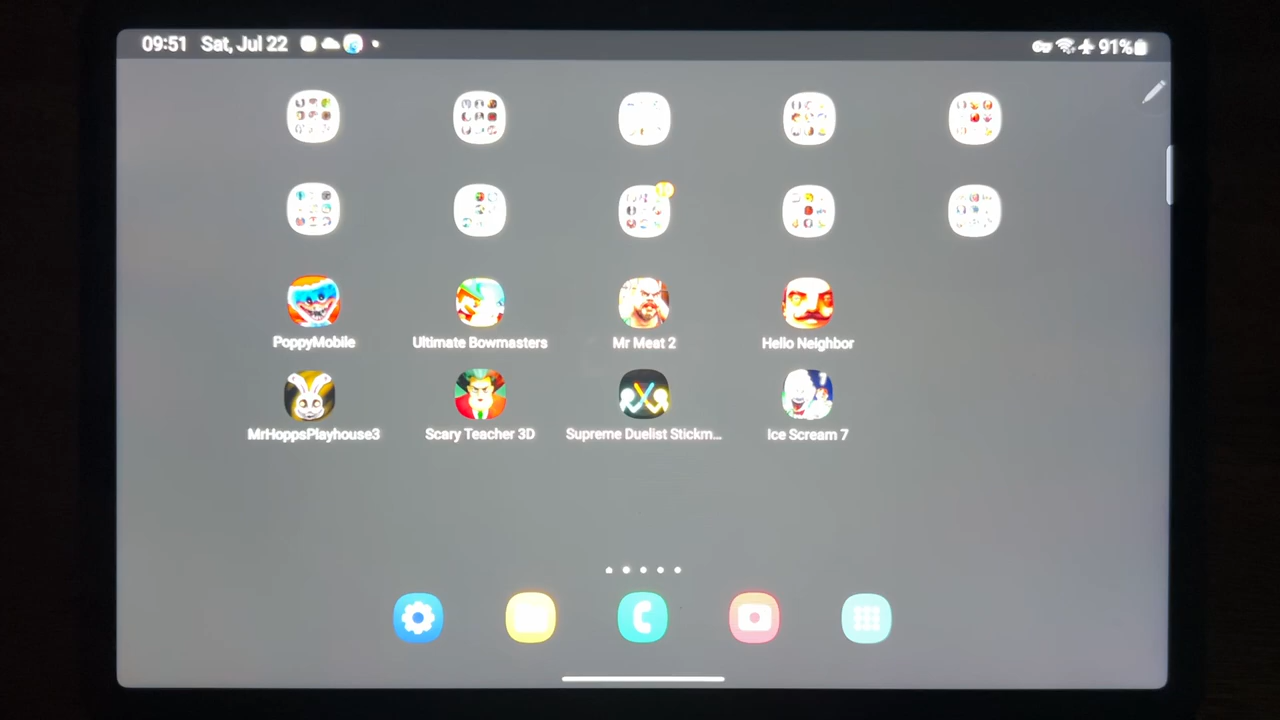 09:51 Sat, Jul 22
91%
PoppyMobile
Ultimate Bowmasters
Mr Meat 2
Hello Neighbor
MrHoppsPlayhouse3
Scary Teacher 3D
Supreme Duelist Stickm...
Ice Scream 7